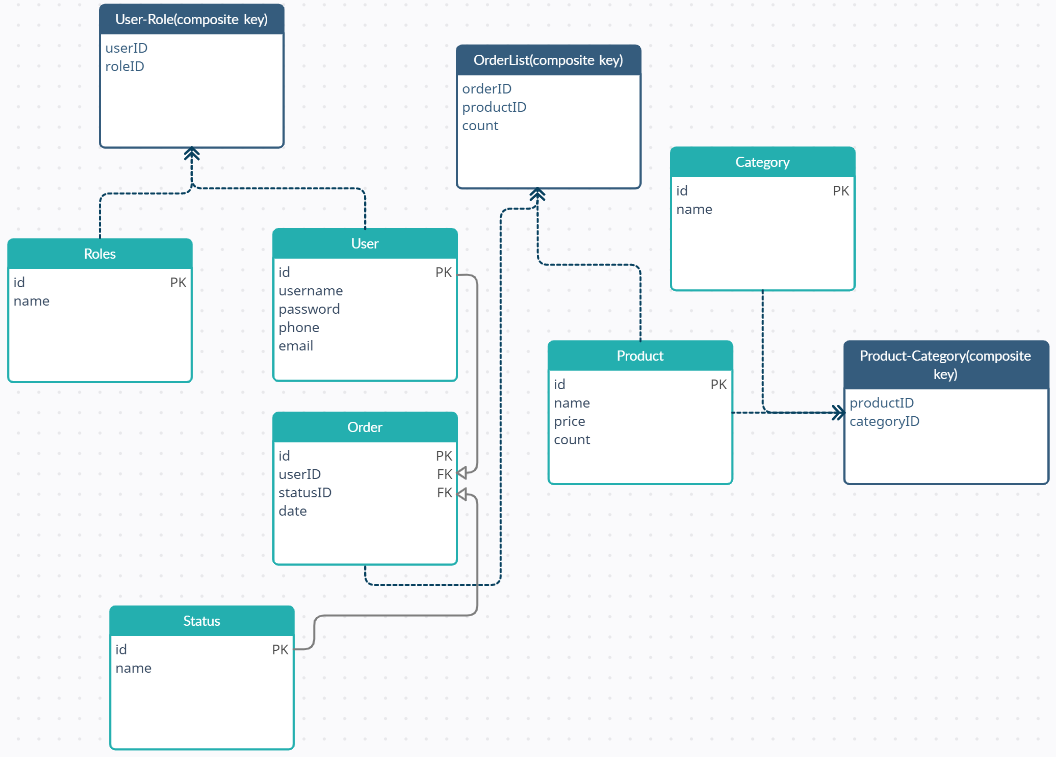 User-Role(composite key)
userID
roleID
OrderList(composite key)
orderID
productID
count
Category
id PK
name
Roles
id PK
name
User
id PK
username
password
phone
email
Product
id PK
name
price
count
Product-Category(composite
key)
productID
categoryID
Order
id PK
userID FK
statusID FK
date
Status
id PK
name